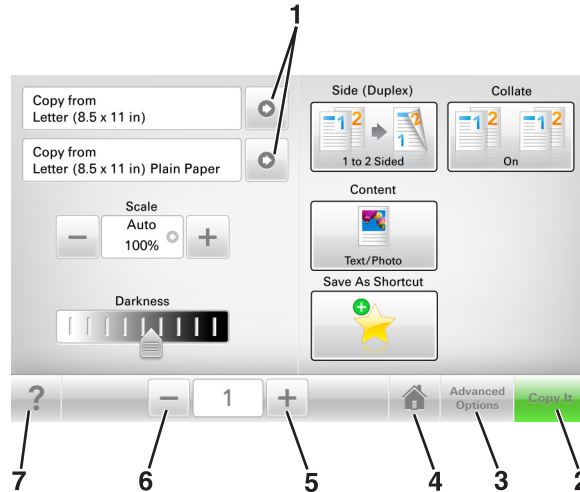 1
Copy from
Letter (8.5 x 11 in)
Copy from
Letter (8.5 x 11 in) Plain Paper
Scale
Auto
100%
Darkness
Side (Duplex)
1 2 2 1
1 to 2 Sided
Collate
1 2 1 2
On
Content
Text/Photo
Save As Shortcut
?
1
Advanced
Options
Copy It
7
6
5
4
3
2